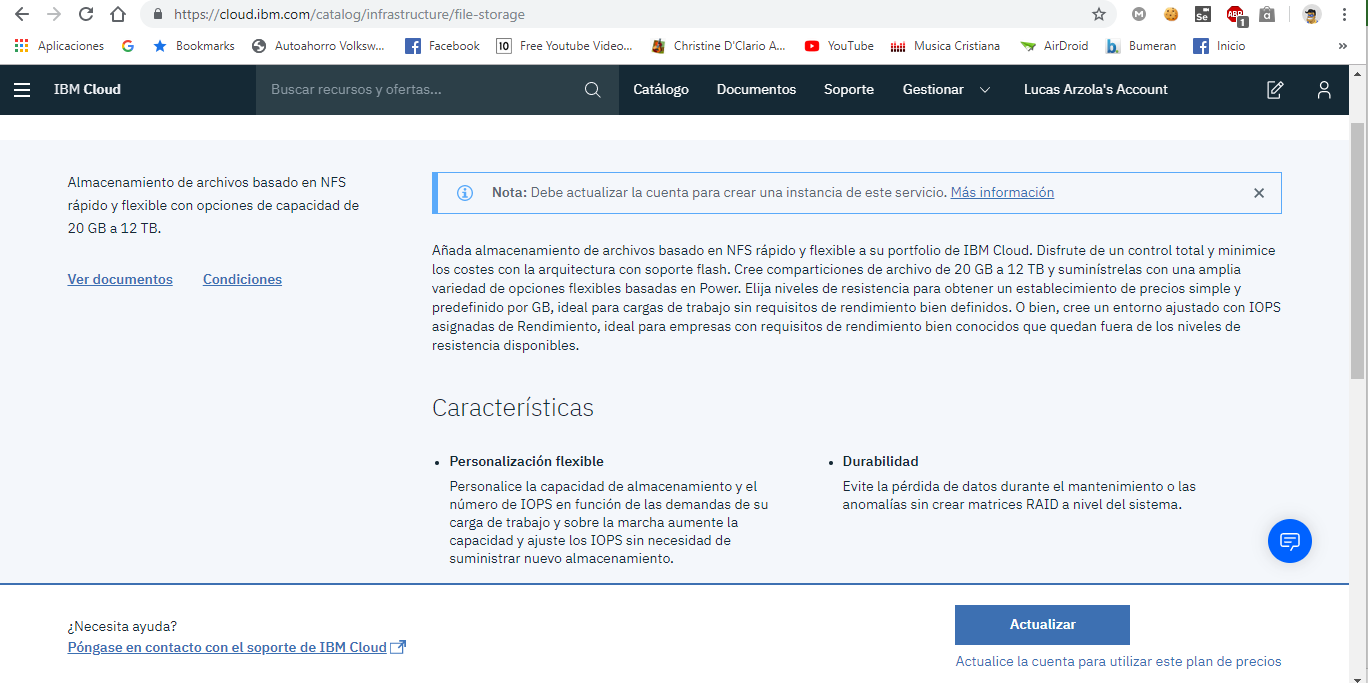 https://cloud.ibm.com/catalog/infrastructure/file-storage
Aplicaciones
Bookmarks
Autoahorro Volksw...
Facebook
10
Free Youtube Video...
Christine D'Clario A...
YouTube
Musica Cristiana
AirDroid
b.
Bumeran
Inicio
»
M
Se
ABP
1
a
IBM Cloud
Buscar recursos y ofertas...
Catálogo
Documentos
Soporte
Gestionar
Lucas Arzola's Account
Almacenamiento de archivos basado en NFS
rápido y flexible con opciones de capacidad de
20 GB a 12 TB.
Ver documentos
Condiciones
Nota: Debe actualizar la cuenta para crear una instancia de este servicio. Más información
Añada almacenamiento de archivos basado en NFS rápido y flexible a su portfolio de IBM Cloud. Disfrute de un control total y minimice
los costes con la arquitectura con soporte flash. Cree comparticiones de archivo de 20 GB a 12 TB y suminístrelas con una amplia
variedad de opciones flexibles basadas en Power. Elija niveles de resistencia para obtener un establecimiento de precios simple y
predefinido por GB, ideal para cargas de trabajo sin requisitos de rendimiento bien definidos. O bien, cree un entorno ajustado con IOPS
asignadas de Rendimiento, ideal para empresas con requisitos de rendimiento bien conocidos que quedan fuera de los niveles de
resistencia disponibles.
Características
• Personalización flexible
Personalice la capacidad de almacenamiento y el
número de IOPS en función de las demandas de su
carga de trabajo y sobre la marcha aumente la
capacidad y ajuste los IOPS sin necesidad de
suministrar nuevo almacenamiento.
• Durabilidad
Evite la pérdida de datos durante el mantenimiento o las
anomalías sin crear matrices RAID a nivel del sistema.
¿Necesita ayuda?
Póngase en contacto con el soporte de IBM Cloud
Actualizar
Actualice la cuenta para utilizar este plan de precios